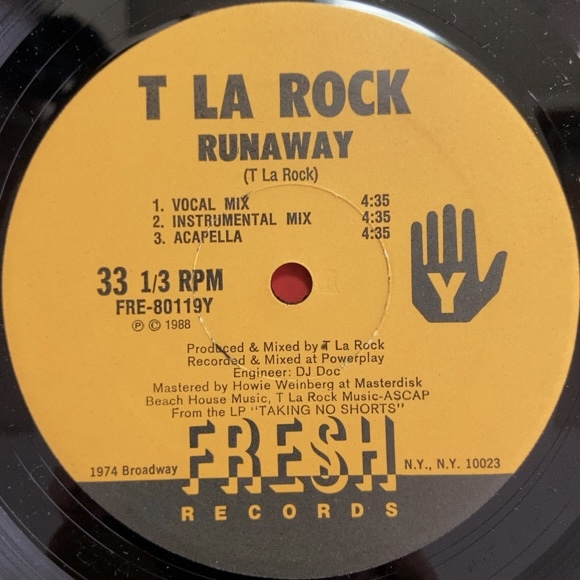 T LA ROCK
RUNAWAY
(T La Rock)
1. VOCAL MIX 4:35
2. INSTRUMENTAL MIX 4:35
3. ACAPELLA 4:35
33 1/3 RPM
FRE-80119Y
Ⓟ © 1988
Y
Produced & Mixed by T La Rock
Recorded & Mixed at Powerplay
Engineer: DJ Doc
Mastered by Howie Weinberg at Masterdisk
Beach House Music, T La Rock Music-ASCAP
From the LP "TAKING NO SHORTS"
1974 Broadway FRESH N.Y., N.Y. 10023
RECORDS